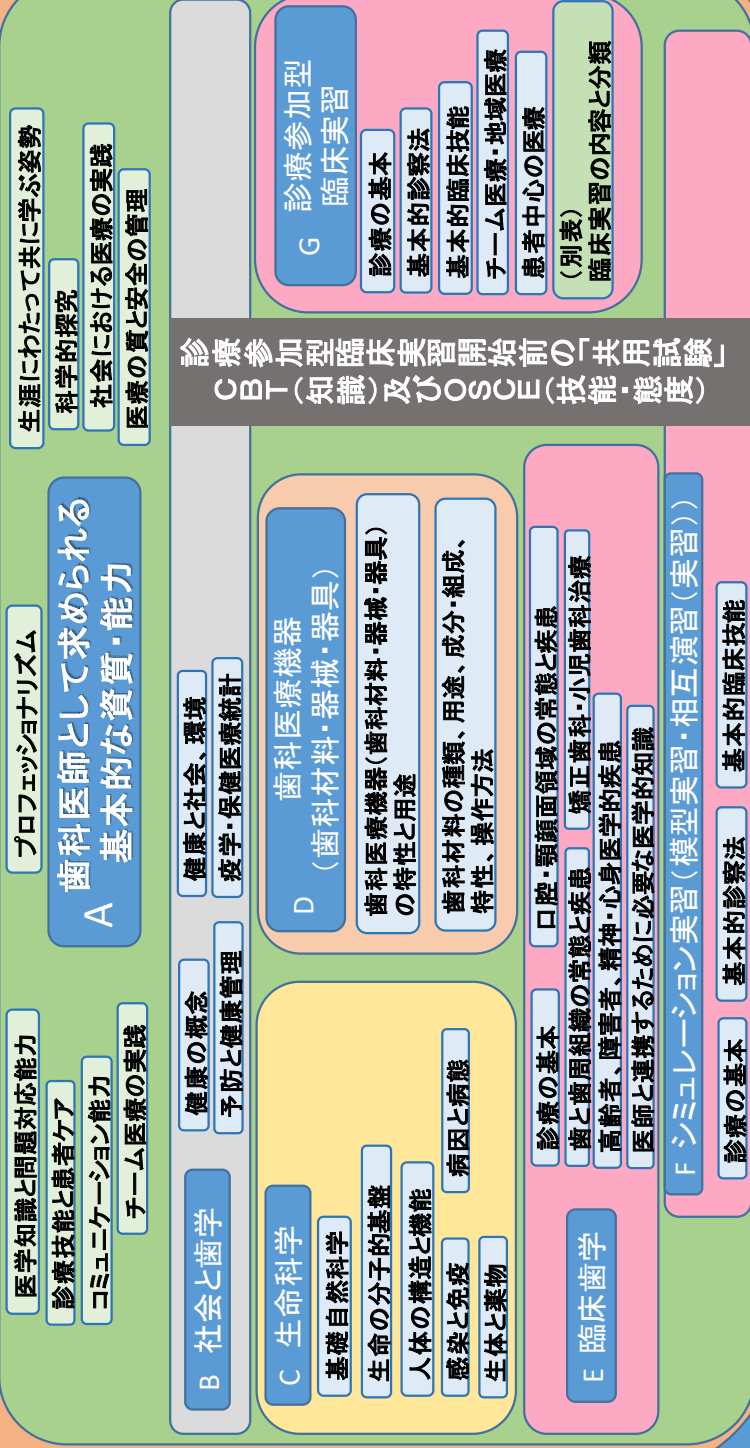 A 歯科医師として求められる
基本的な資質・能力
プロフェッショナリズム
医学知識と問題対応能力
診療技能と患者ケア
コミュニケーション能力
チーム医療の実践
生涯にわたって共に学ぶ姿勢
科学的探究
社会における医療の実践
医療の質と安全の管理
B 社会と歯学
健康の概念
健康と社会、環境
予防と健康管理
疫学・保健医療統計
C 生命科学
基礎自然科学
生命の分子的基盤
人体の構造と機能
感染と免疫
病因と病態
生体と薬物
D 歯科医療機器
（歯科材料・器械・器具）
歯科医療機器（歯科材料・器械・器具）
の特性と用途
歯科材料の種類、用途、成分・組成、
特性、操作方法
E 臨床歯学
診療の基本
口腔・顎顔面領域の常態と疾患
歯と歯周組織の常態と疾患
矯正歯科・小児歯科治療
高齢者、障害者、精神・心身医学的疾患
医師と連携するために必要な医学的知識
F シミュレーション実習（模型実習・相互演習（実習））
診療の基本
基本的診察法
基本的臨床技能
診療参加型臨床実習開始前の「共用試験」
CBT（知識）及びOSCE（技能・態度）
G 診療参加型
臨床実習
診療の基本
基本的診察法
基本的臨床技能
チーム医療・地域医療
患者中心の医療
（別表）
臨床実習の内容と分類